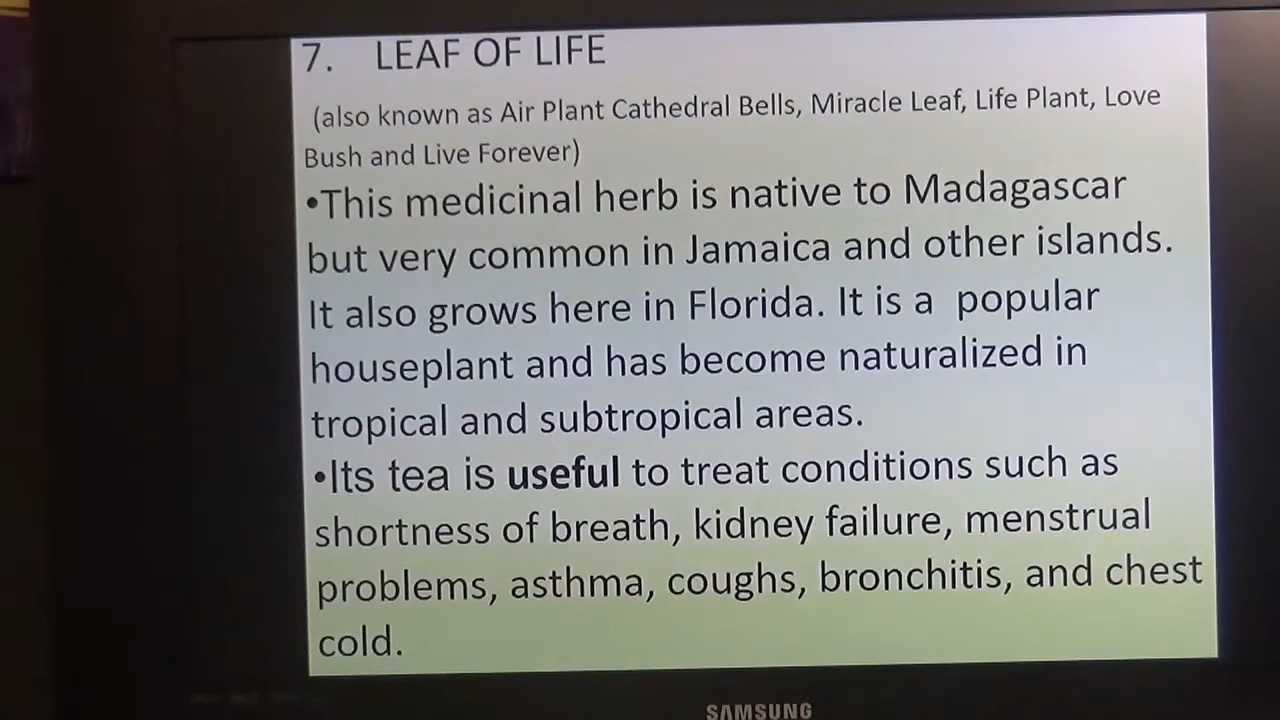 7. LEAF OF LIFE
(also known as Air Plant Cathedral Bells, Miracle Leaf, Life Plant, Love
Bush and Live Forever)
•This medicinal herb is native to Madagascar
but very common in Jamaica and other islands.
It also grows here in Florida. It is a popular
houseplant and has become naturalized in
tropical and subtropical areas.
•Its tea is useful to treat conditions such as
shortness of breath, kidney failure, menstrual
problems, asthma, coughs, bronchitis, and chest
cold.
SAMSUNG